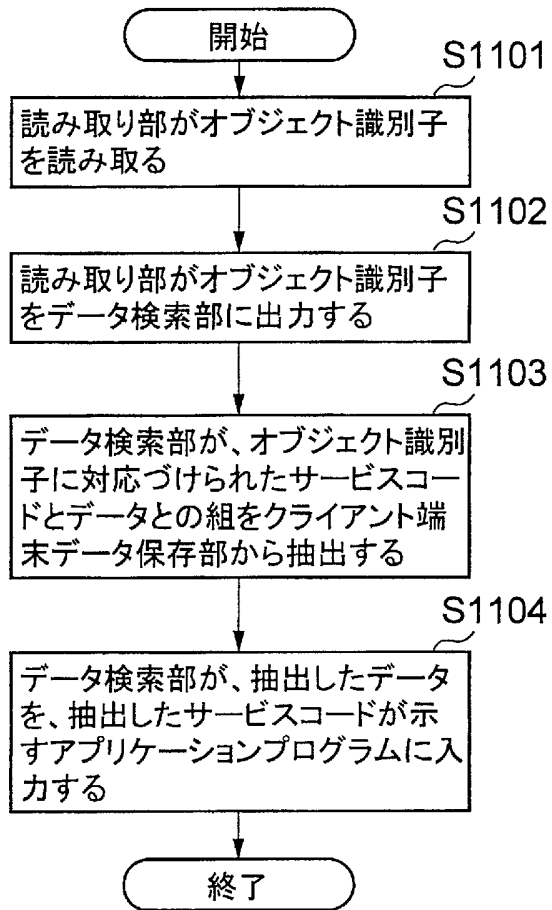 開始
S1101
読み取り部がオブジェクト識別子
を読み取る
S1102
読み取り部がオブジェクト識別子
をデータ検索部に出力する
S1103
データ検索部が、オブジェクト識別
子に対応づけられたサービスコー
ドとデータとの組をクライアント端
末データ保存部から抽出する
S1104
データ検索部が、抽出したデータ
を、抽出したサービスコードが示
すアプリケーションプログラムに入
力する
終了